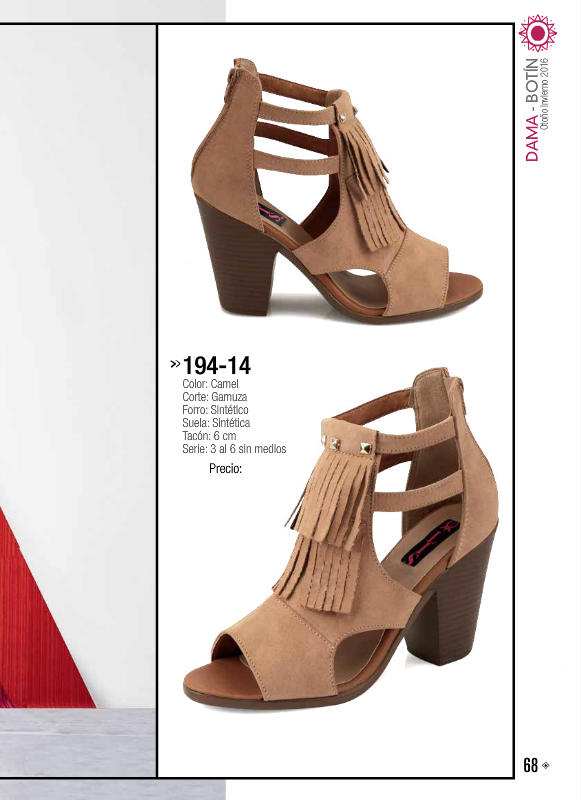 DAMA - BOTÍN
Otoño Invierno 2016
194-14
Color: Camel
Corte: Gamuza
Forro: Sintético
Suela: Sintética
Tacón: 6 cm
Serie: 3 al 6 sin medios
Precio:
68